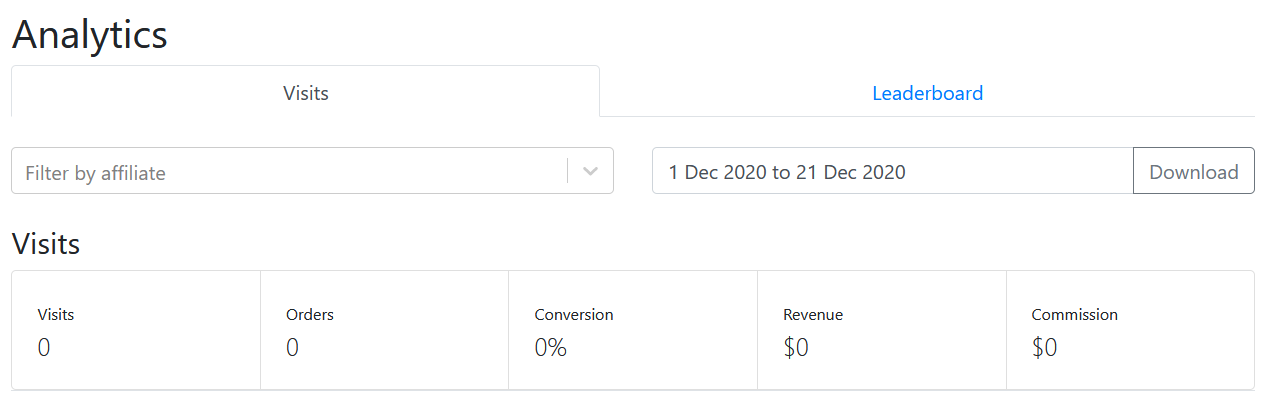 Analytics
Visits Leaderboard
Filter by affiliate 1 Dec 2020 to 21 Dec 2020 Download
Visits
Visits Orders Conversion Revenue Commission
0 0 0% $0 $0